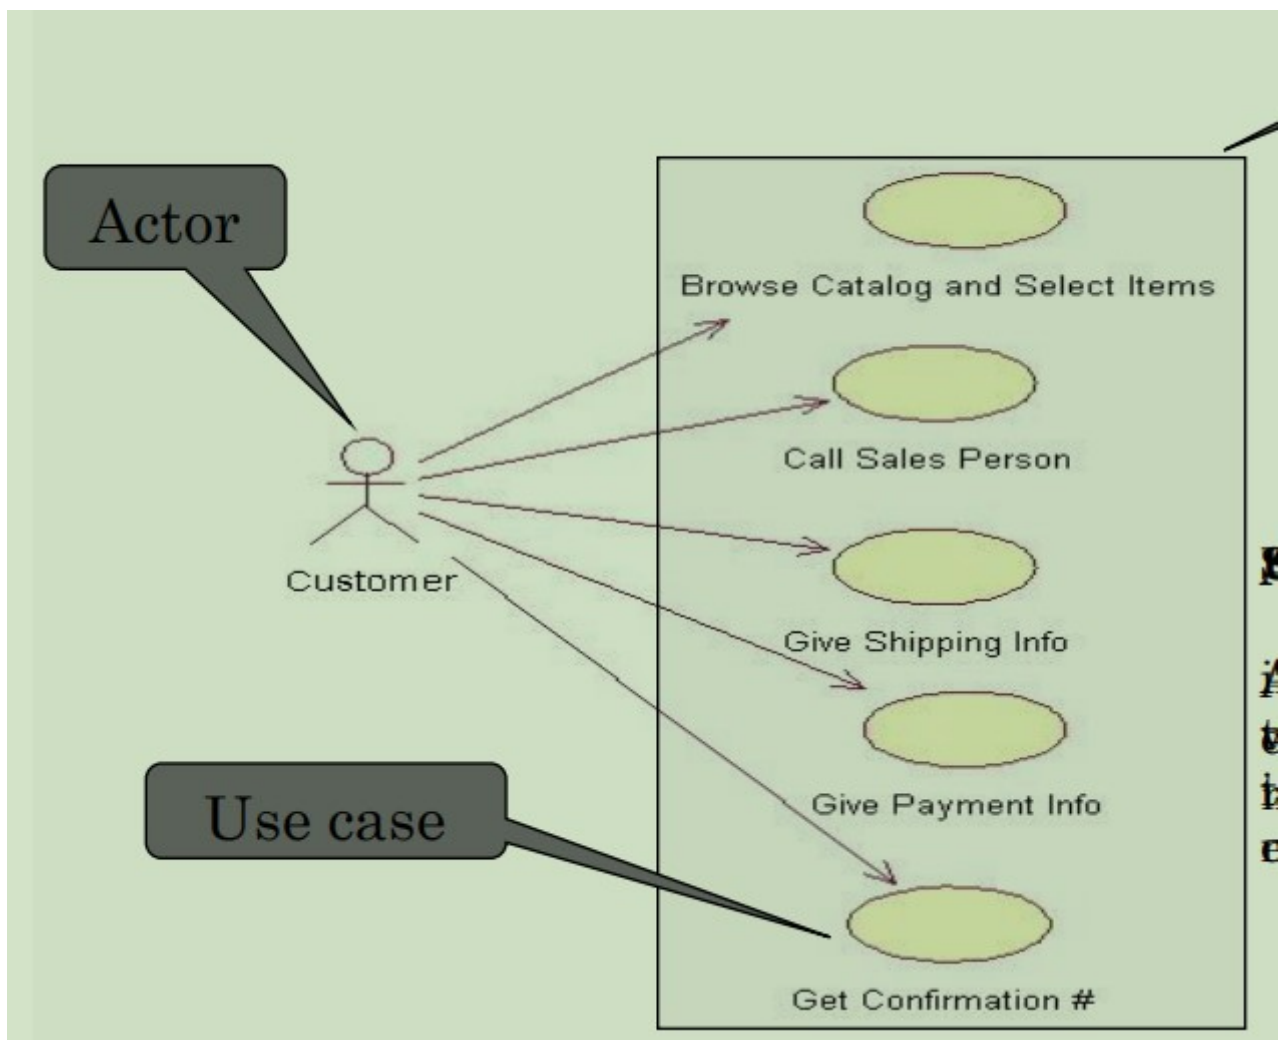 Actor
Browse Catalog and Select Items
Call Sales Person
Customer
Give Shipping Info
Give Payment Info
Use case
Get Confirmation #